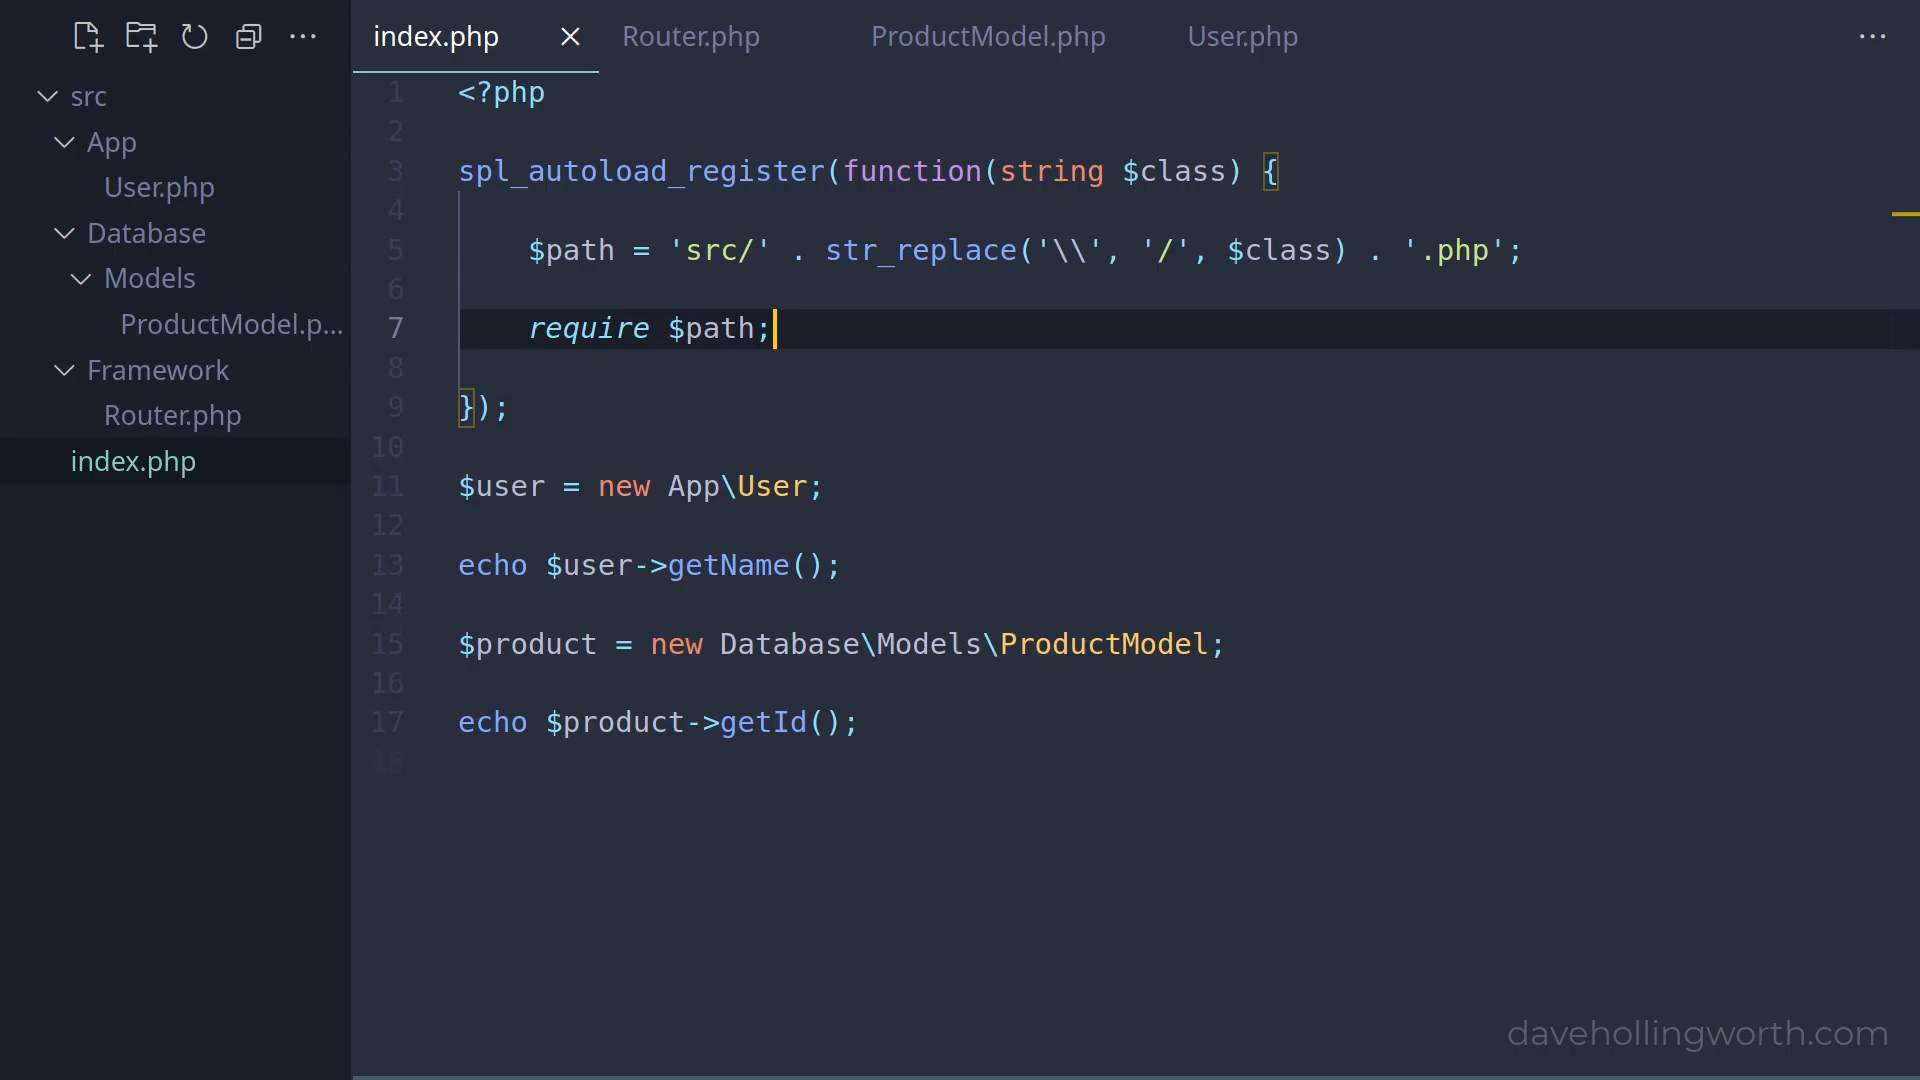 index.php
Router.php
ProductModel.php
User.php
src
App
User.php
Database
Models
ProductModel.p...
Framework
Router.php
index.php
1 <?php
2
3 spl_autoload_register(function(string $class) {
4
5 $path = 'src/' . str_replace('\\', '/', $class) . '.php';
6
7 require $path;
8
9 });
10
11 $user = new App\User;
12
13 echo $user->getName();
14
15 $product = new Database\Models\ProductModel;
16
17 echo $product->getId();
18
davehollingworth.com